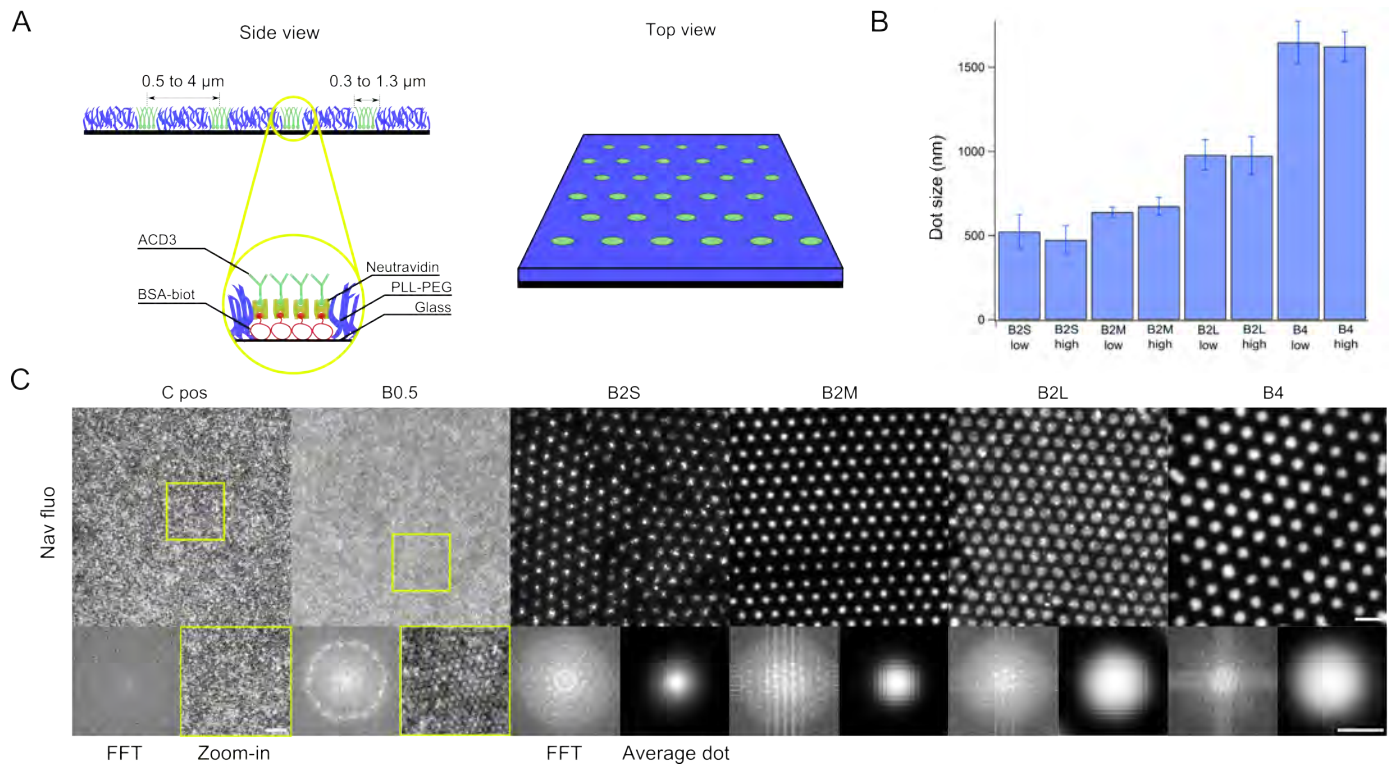 A
Side view
Top view
0.5 to 4 µm
0.3 to 1.3 µm
ACD3
BSA-biot
Neutravidin
PLL-PEG
Glass
B
Dot size (nm)
1500
1000
500
0
B2S low
B2S high
B2M low
B2M high
B2L low
B2L high
B4 low
B4 high
C
C pos
B0.5
B2S
B2M
B2L
B4
Nav fluo
FFT
Zoom-in
FFT
Average dot